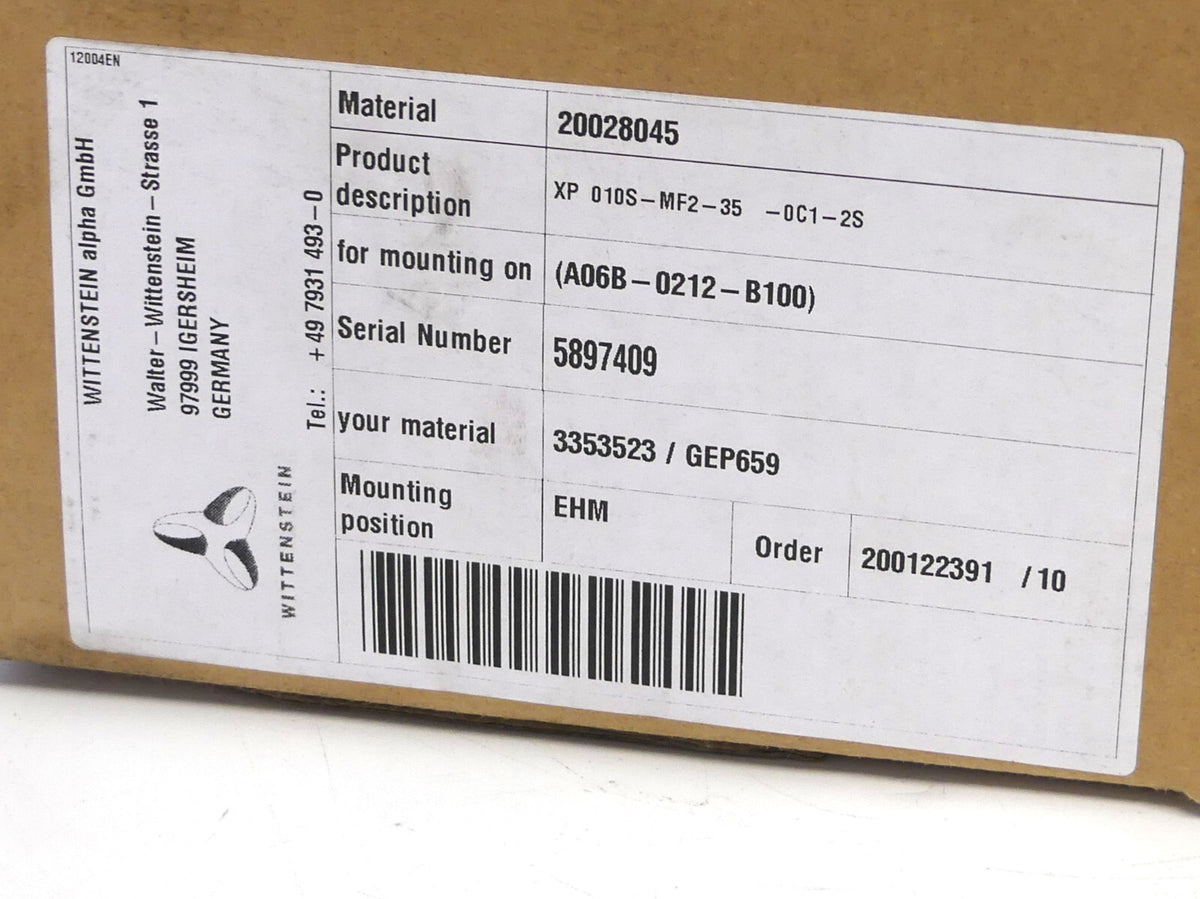 12004EN
WITTENSTEIN alpha GmbH
Walter-Wittenstein-Strasse 1
97999 IGERSHEIM
GERMANY
Tel.: +49 7931 493-0
WITTENSTEIN
Material 20028045
Product
description XP 010S-MF2-35 -0C1-2S
for mounting on (A06B-0212-B100)
Serial Number 5897409
your material 3353523 / GEP659
Mounting
position EHM Order 200122391 /10